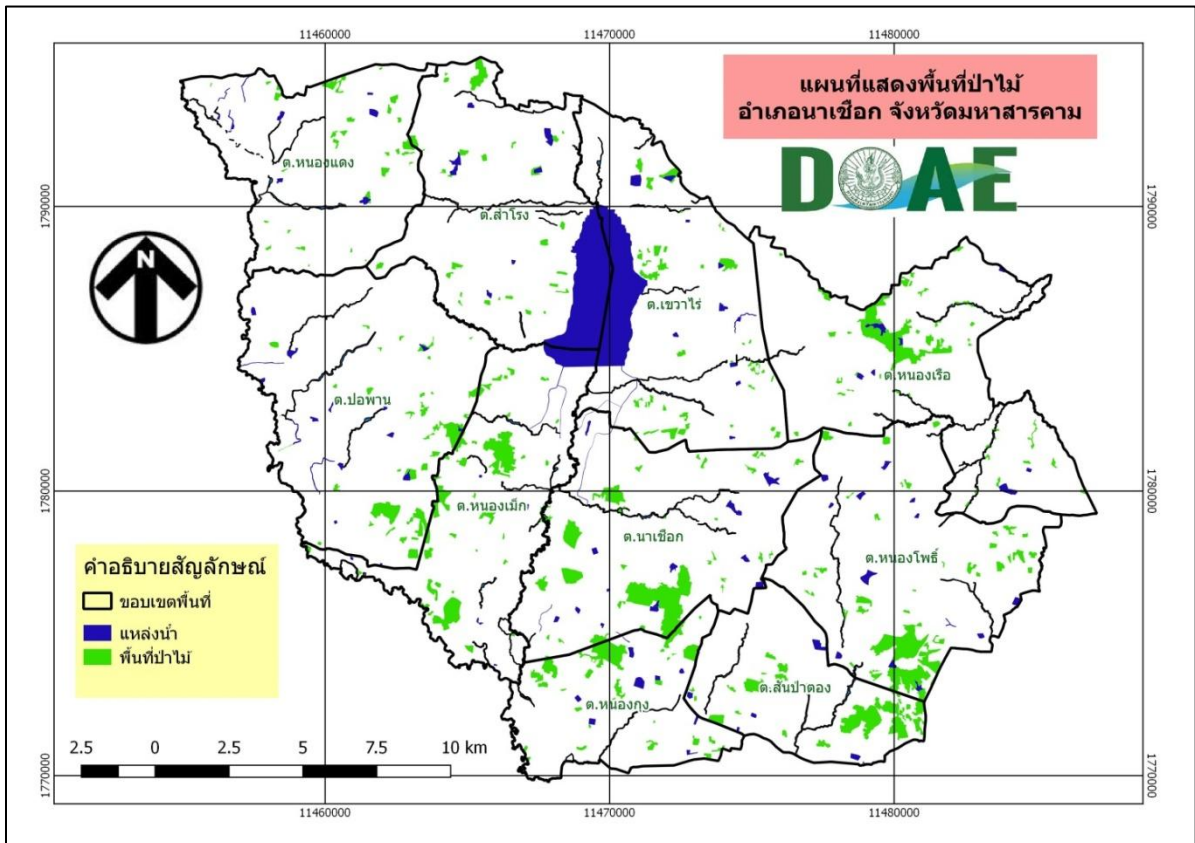 11460000
11470000
11480000
แผนที่แสดงพื้นที่ป่าไม้
อำเภอนาเชือก จังหวัดมหาสารคาม
DOAE
ต.หนองแดง
1790000
1790000
ต.สำโรง
N
ต.เขวาไร่
ต.หนองเรือ
ต.ปอพาน
1780000
1780000
ต.หนองเม็ก
ต.นาเชือก
ต.หนองโพธิ์
คำอธิบายสัญลักษณ์
ขอบเขตพื้นที่
แหล่งน้ำ
พื้นที่ป่าไม้
ต.สันป่าตอง
ต.หนองกุง
2.5 0 2.5 5 7.5 10 km
1770000
1770000
11460000
11470000
11480000